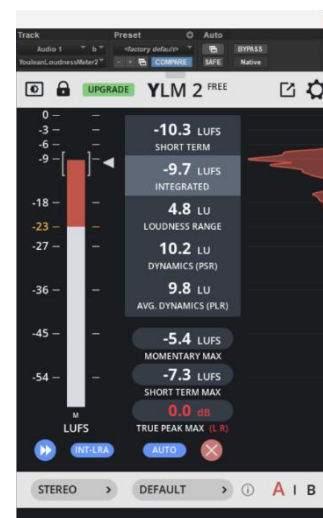 Track Preset Auto
Audio 1 b <factory default> BYPASS
YouleanLoudnessMeter2 - + COMPARE SAFE Native
UPGRADE YLM 2 FREE
0
-3
-6
-9
-18
-23
-27
-36
-45
-54
M
LUFS
-10.3 LUFS
SHORT TERM
-9.7 LUFS
INTEGRATED
4.8 LU
LOUDNESS RANGE
10.2 LU
DYNAMICS (PSR)
9.8 LU
AVG. DYNAMICS (PLR)
-5.4 LUFS
MOMENTARY MAX
-7.3 LUFS
SHORT TERM MAX
0.0 dB
TRUE PEAK MAX (L R)
INT-LRA AUTO
STEREO > DEFAULT > A I B